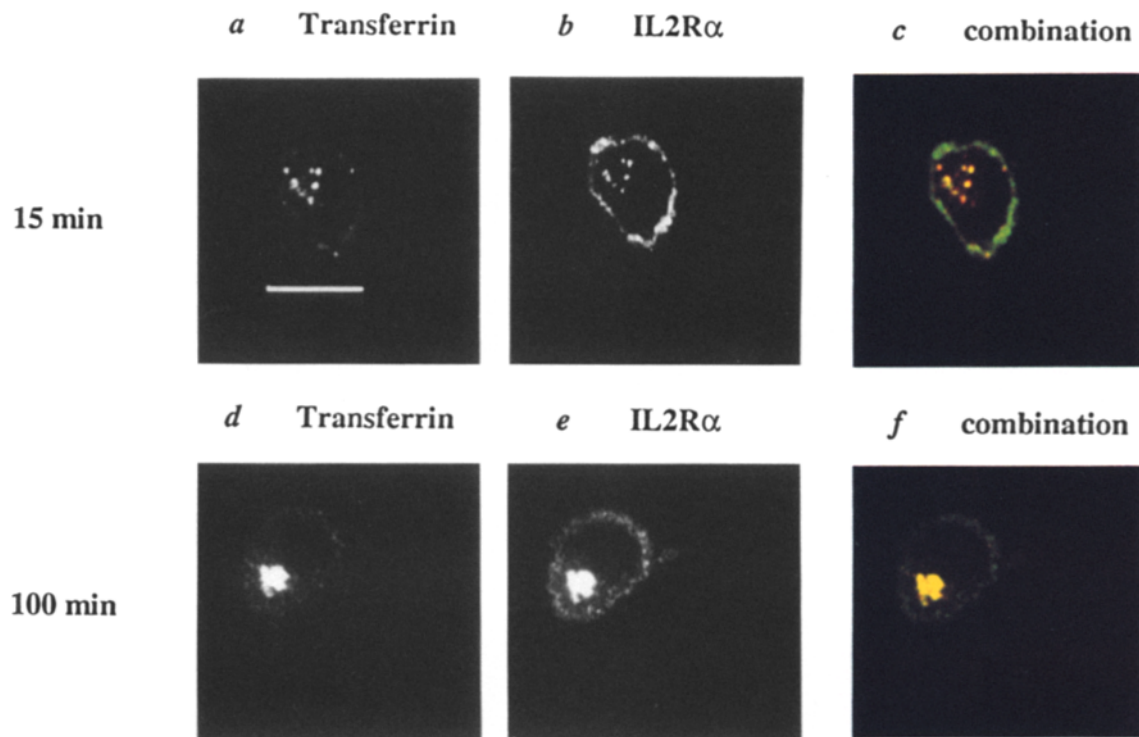 a Transferrin b IL2Rα c combination
15 min
d Transferrin e IL2Rα f combination
100 min